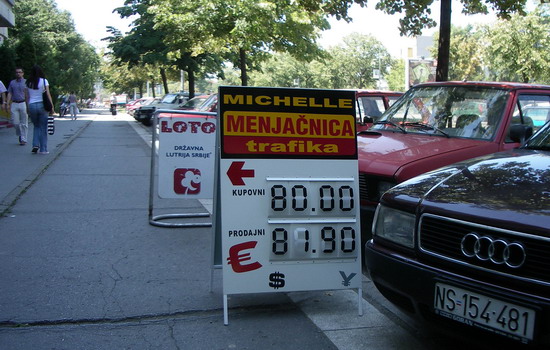 MICHELLE
MENJAČNICA
trafika
KUPOVNI
80.00
PRODAJNI
81.90
€
$
¥
LOTO
DRŽAVNA
LUTRIJA SRBIJE
NS·154·481